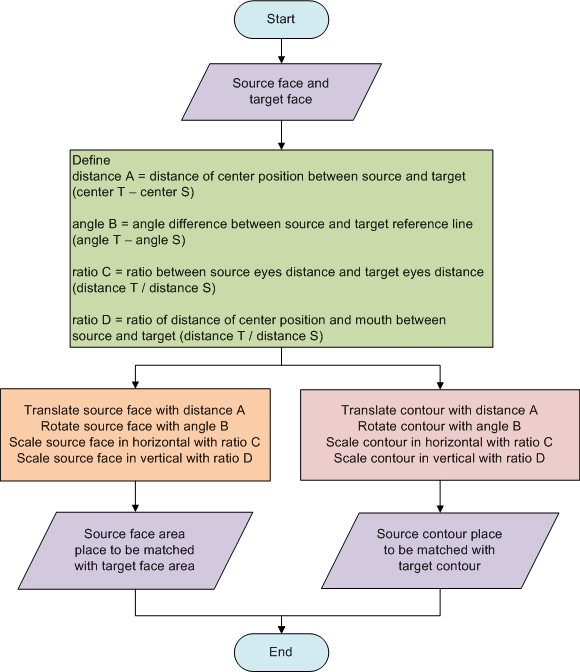 Start
Source face and
target face
Define
distance A = distance of center position between source and target
(center T – center S)
angle B = angle difference between source and target reference line
(angle T – angle S)
ratio C = ratio between source eyes distance and target eyes distance
(distance T / distance S)
ratio D = ratio of distance of center position and mouth between
source and target (distance T / distance S)
Translate source face with distance A
Rotate source face with angle B
Scale source face in horizontal with ratio C
Scale source face in vertical with ratio D
Translate contour with distance A
Rotate contour with angle B
Scale contour in horizontal with ratio C
Scale contour in vertical with ratio D
Source face area
place to be matched
with target face area
Source contour place
to be matched with
target contour
End